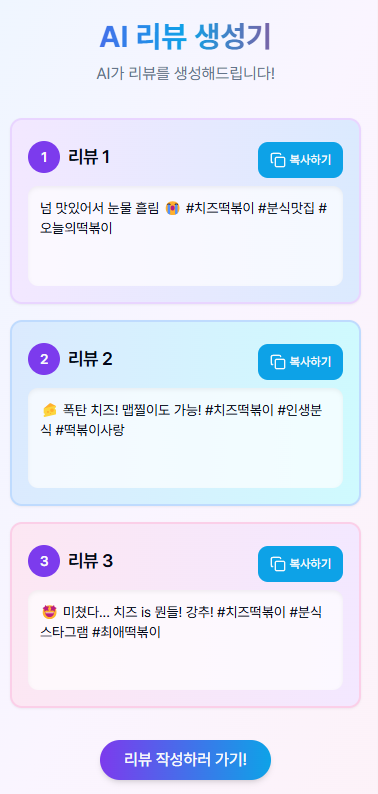 AI 리뷰 생성기
AI가 리뷰를 생성해드립니다!
1 리뷰 1 복사하기
넘 맛있어서 눈물 흘림 😭 #치즈떡볶이 #분식맛집 #
오늘의떡볶이
2 리뷰 2 복사하기
🧀 폭탄 치즈! 맵찔이도 가능! #치즈떡볶이 #인생분
식 #떡볶이사랑
3 리뷰 3 복사하기
🤩 미쳤다... 치즈 is 뭔들! 강추! #치즈떡볶이 #분식
스타그램 #최애떡볶이
리뷰 작성하러 가기!